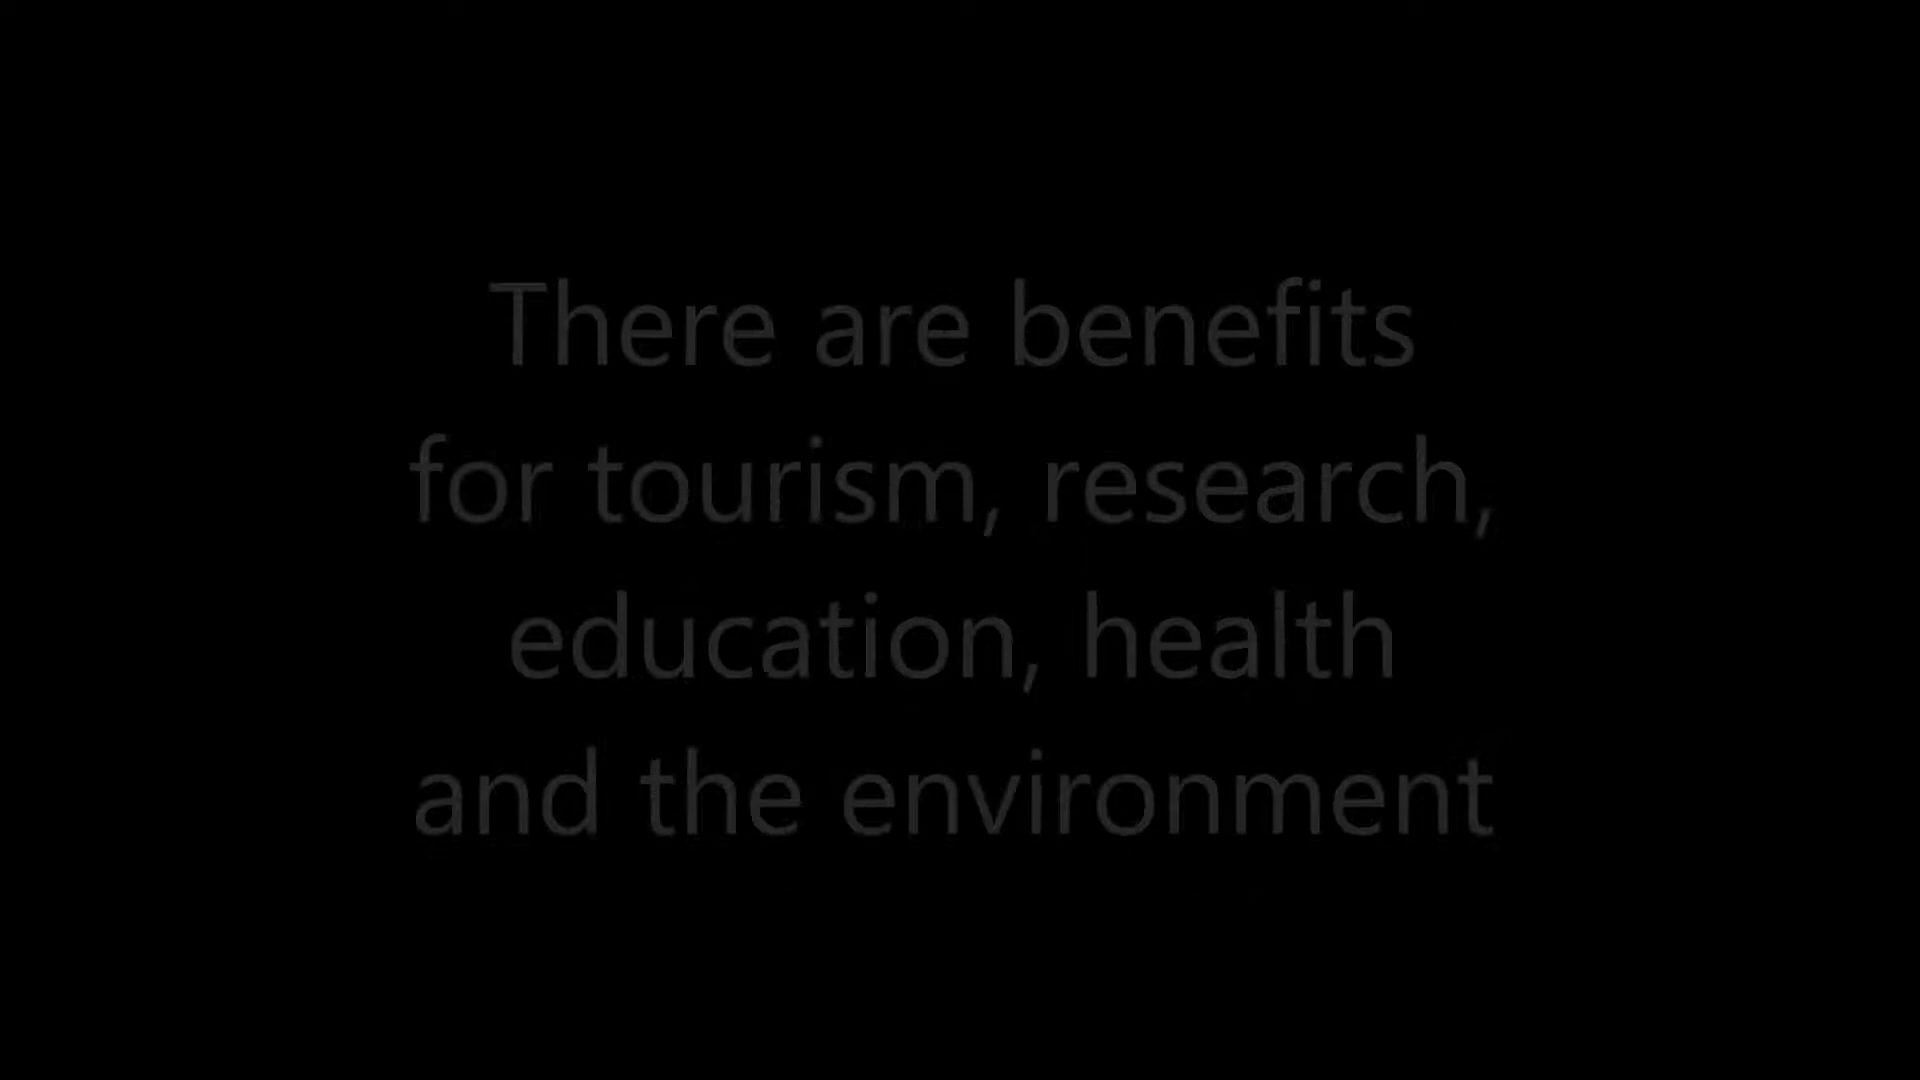 There are benefits
for tourism, research,
education, health
and the environment